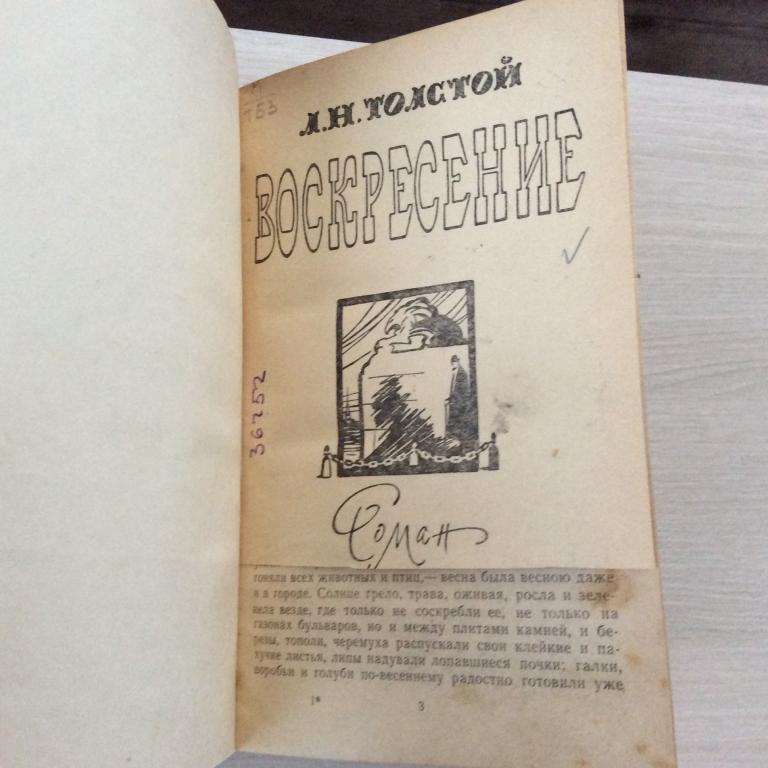 Т53
Л.Н.ТОЛСТОЙ
ВОСКРЕСЕНИЕ
36752
Роман
гоняли всех животных и птиц,— весна была весною даже
и в городе. Солнце грело, трава, оживая, росла и зеле-
нела везде, где только не соскребли ее, не только на
газонах бульваров, но и между плитами камней, и бе-
резы, тополи, черемуха распускали свои клейкие и па-
хучие листья, липы надували лопавшиеся почки; галки,
воробьи и голуби по-весеннему радостно готовили уже
1*
3